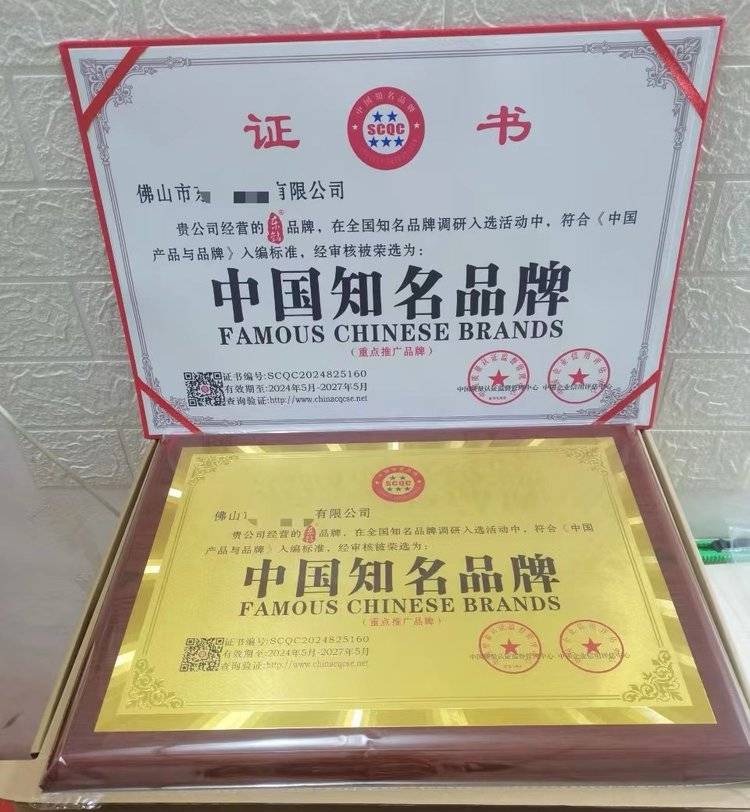 证 书
中国知名品牌
SCQC
佛山市 有限公司
贵公司经营的 品牌，在全国知名品牌调研入选活动中，符合《中国
产品与品牌》入编标准，经审核被荣选为：
中国知名品牌
FAMOUS CHINESE BRANDS
（重点推广品牌）
证书编号：SCQC2024825160
有效期至：2024年5月-2027年5月
查询验证：http://www.chinacqcse.net
SCQC
佛山 有限公司
贵公司经营的 品牌，在全国知名品牌调研入选活动中，符合《中国
产品与品牌》入编标准，经审核被荣选为：
中国知名品牌
FAMOUS CHINESE BRANDS
（重点推广品牌）
证书编号：SCQC2024825160
有效期至：2024年5月-2027年5月
查询验证：http://www.chinacqcse.net